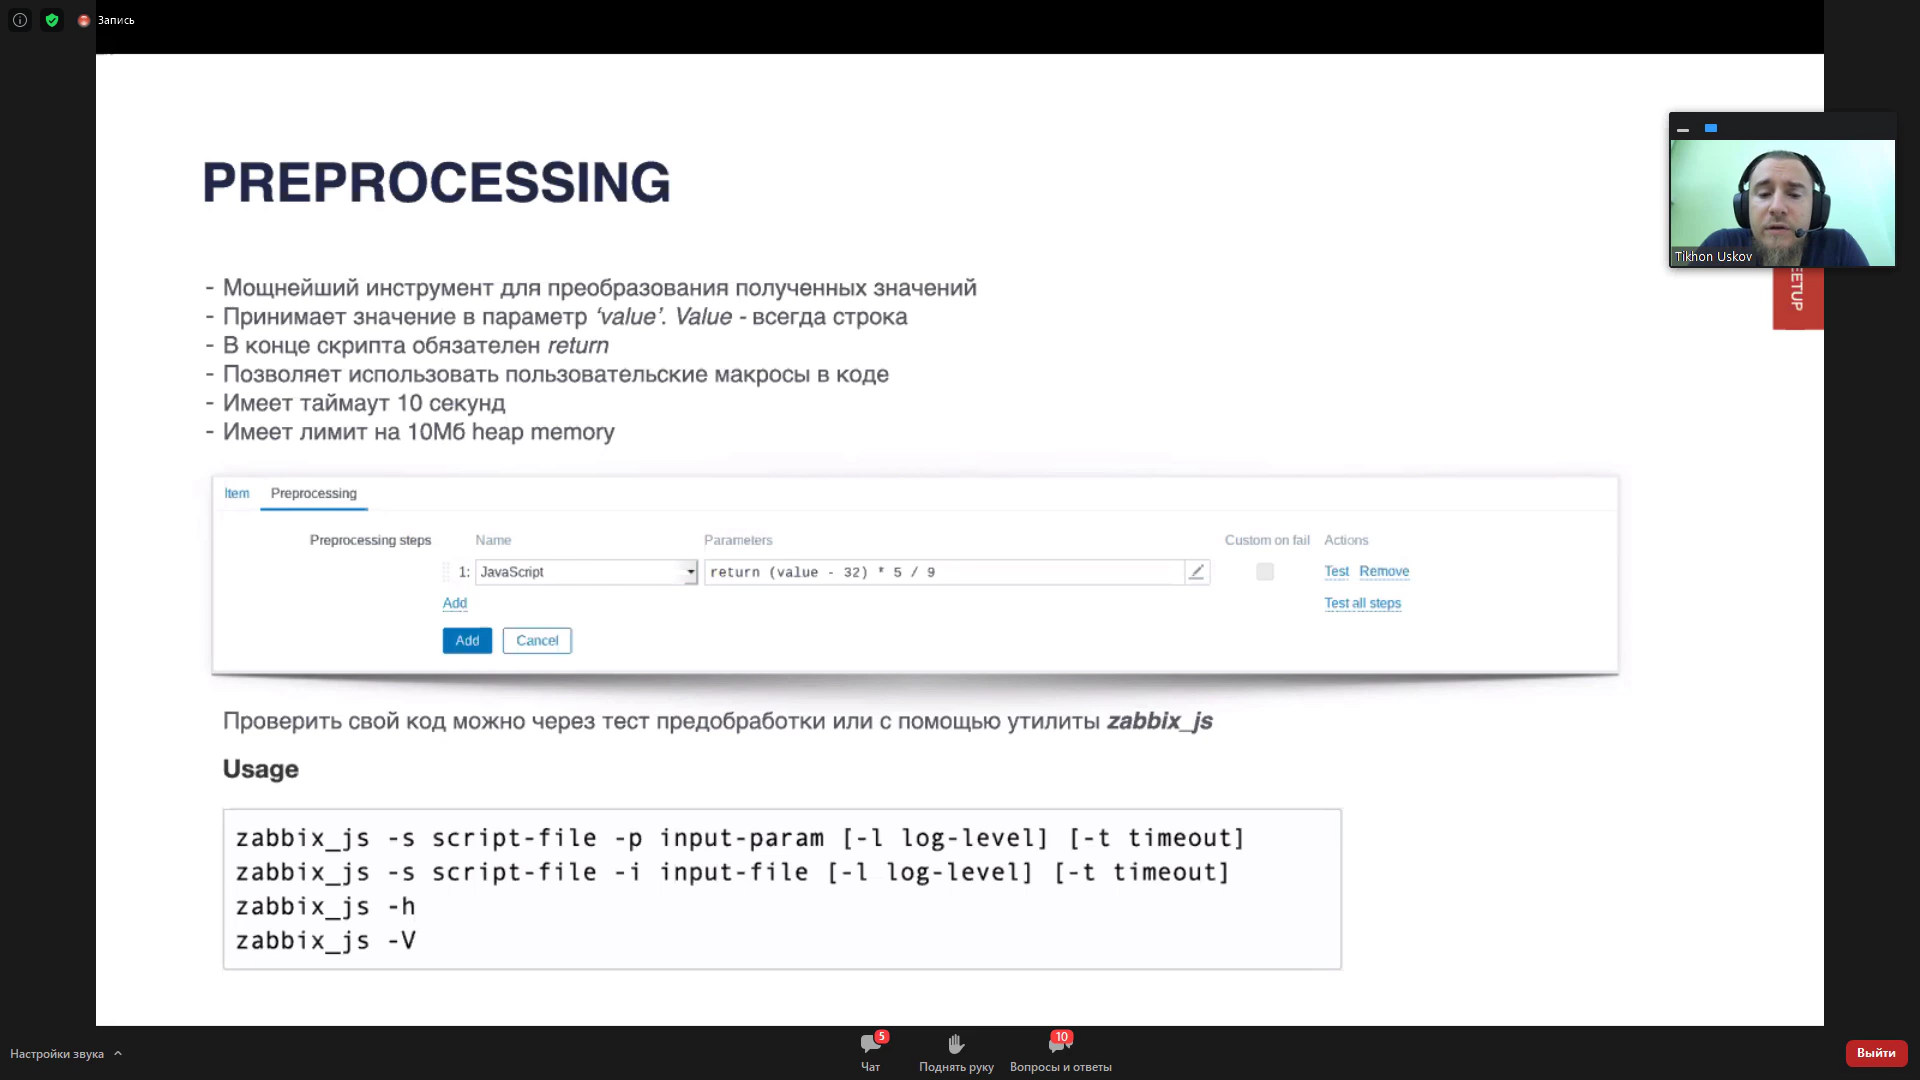 Запись
PREPROCESSING
Tikhon Uskov
EETUP
- Мощнейший инструмент для преобразования полученных значений
- Принимает значение в параметр ‘value’. Value - всегда строка
- В конце скрипта обязателен return
- Позволяет использовать пользовательские макросы в коде
- Имеет таймаут 10 секунд
- Имеет лимит на 10Мб heap memory
Item Preprocessing
Preprocessing steps Name Parameters Custom on fail Actions
1: JavaScript return (value - 32) * 5 / 9 Test Remove
Add Test all steps
Add Cancel
Проверить свой код можно через тест предобработки или с помощью утилиты zabbix_js
Usage
zabbix_js -s script-file -p input-param [-l log-level] [-t timeout]
zabbix_js -s script-file -i input-file [-l log-level] [-t timeout]
zabbix_js -h
zabbix_js -V
Настройки звука
5
Чат
Поднять руку
10
Вопросы и ответы
Выйти